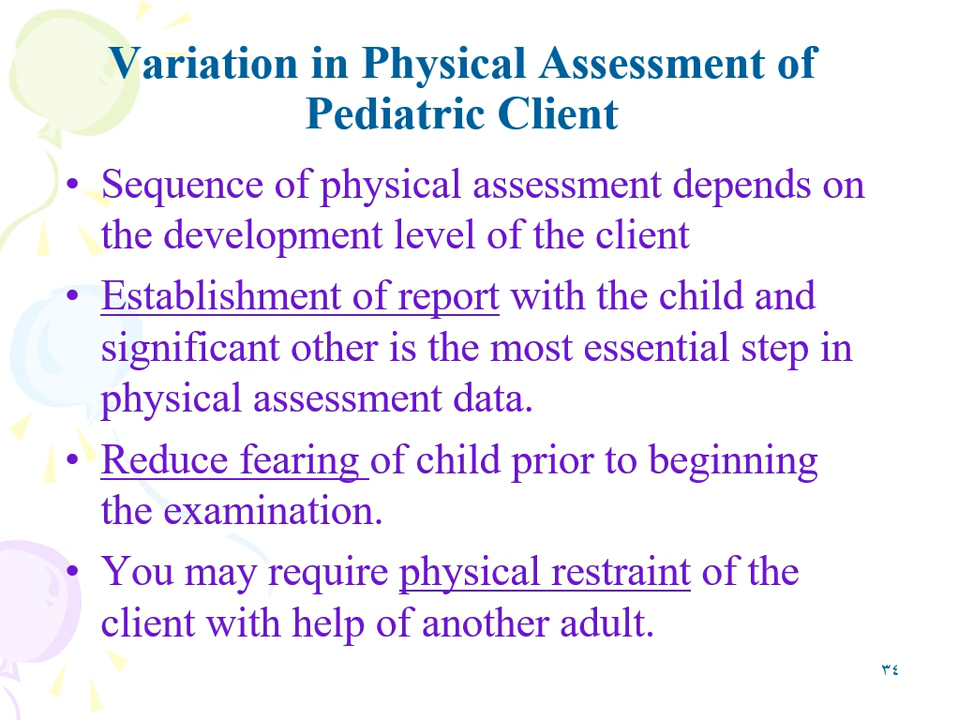 Variation in Physical Assessment of
Pediatric Client
• Sequence of physical assessment depends on
the development level of the client
• Establishment of report with the child and
significant other is the most essential step in
physical assessment data.
• Reduce fearing of child prior to beginning
the examination.
• You may require physical restraint of the
client with help of another adult.
٣٤